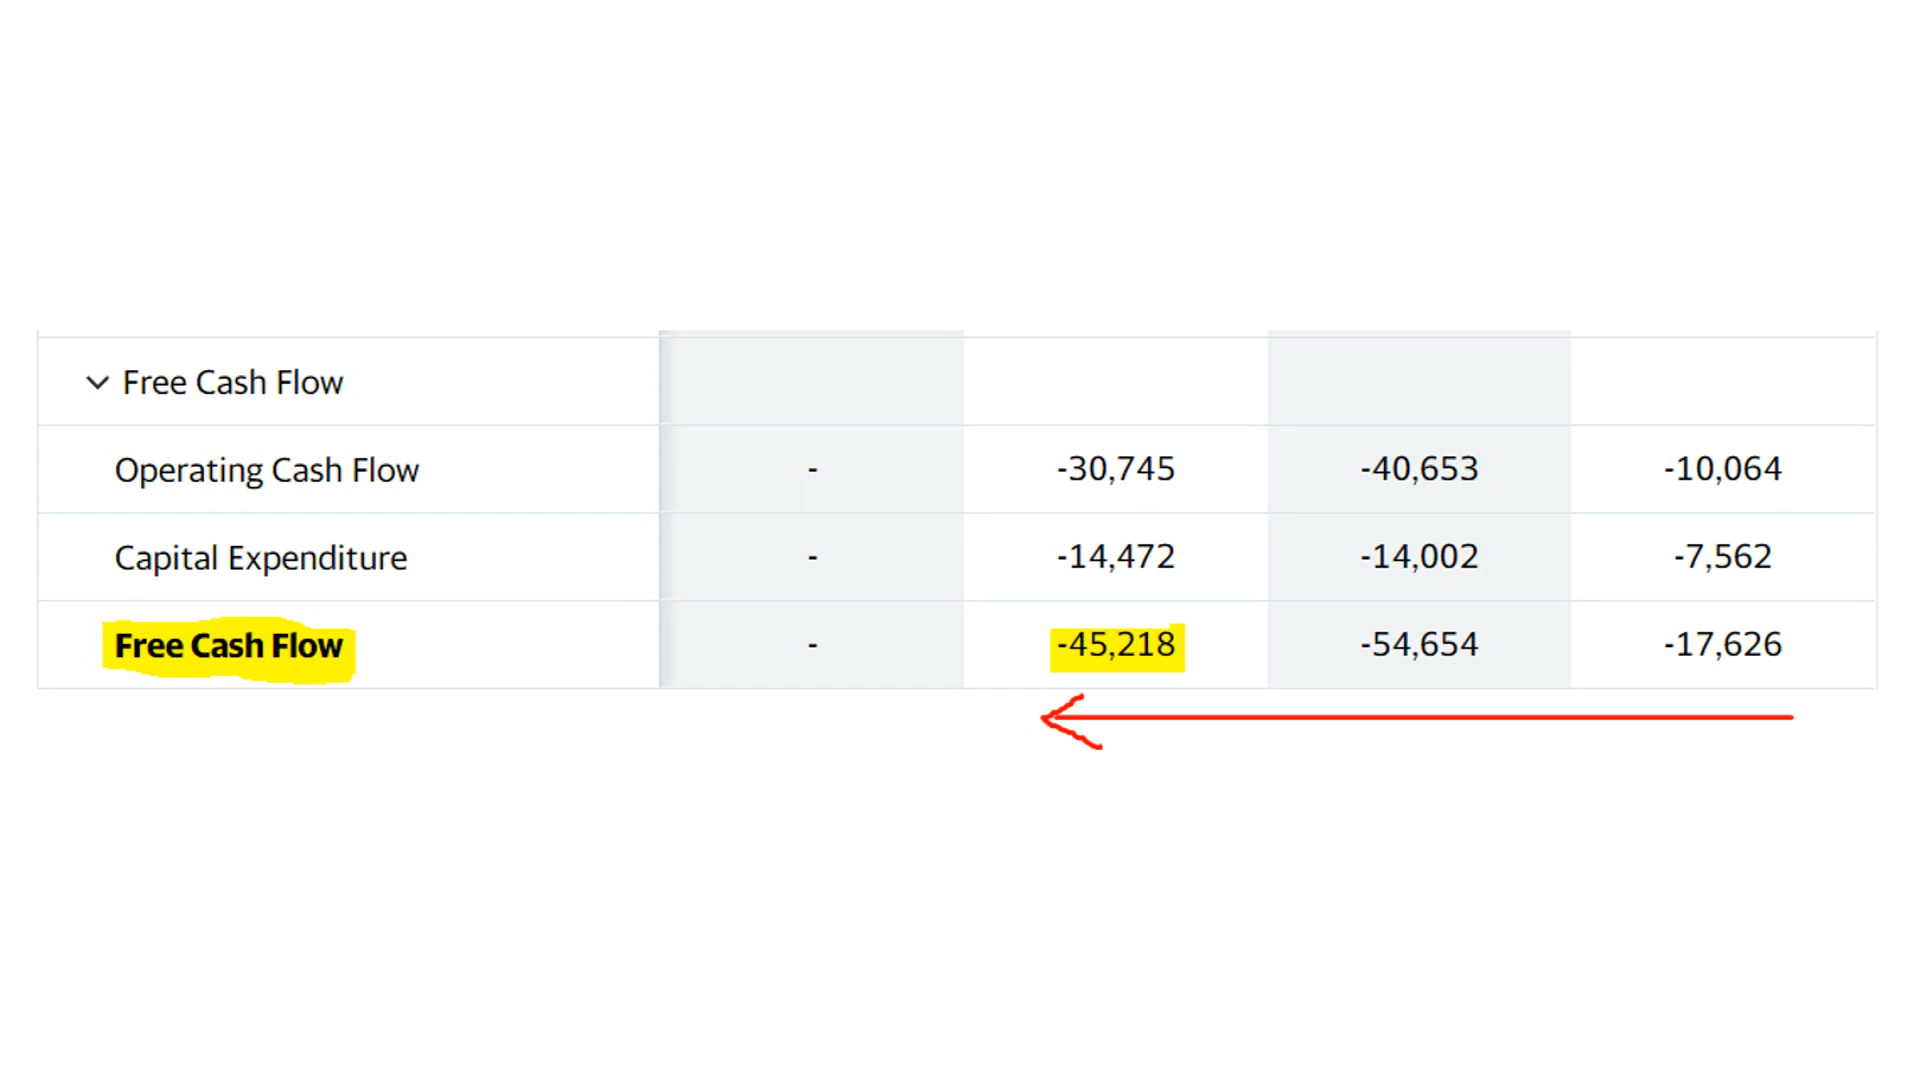 Free Cash Flow
Operating Cash Flow - -30,745 -40,653 -10,064
Capital Expenditure - -14,472 -14,002 -7,562
Free Cash Flow - -45,218 -54,654 -17,626